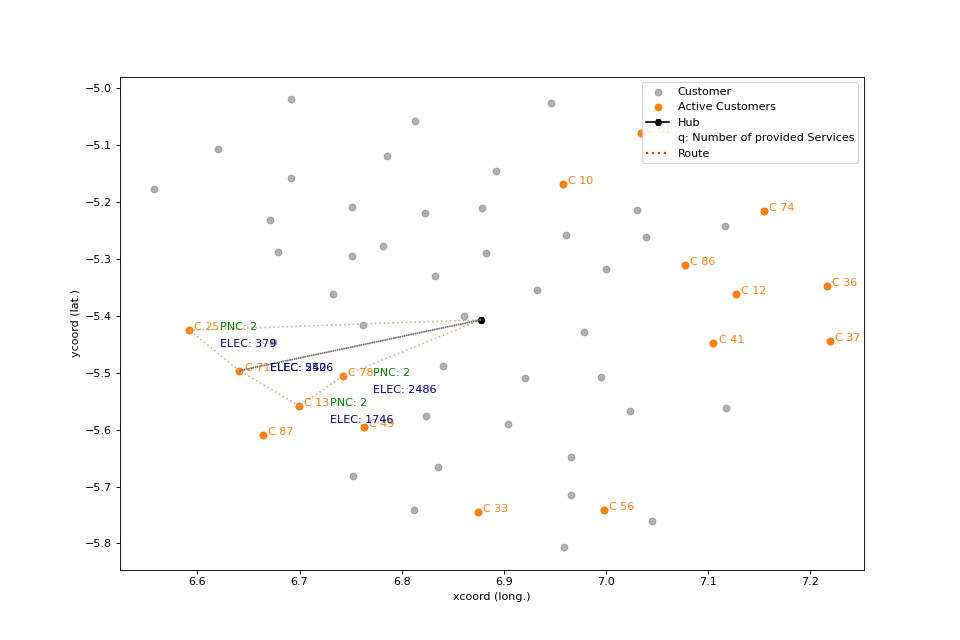 −5.0
−5.1
−5.2
−5.3
−5.4
−5.5
−5.6
−5.7
−5.8
ycoord (lat.)
Customer
Active Customers
Hub
q: Number of provided Services
Route
C 10
C 74
C 86
C 36
C 12
C 37
C 41
C 25
PNC: 2
ELEC: 379
C 71
ELEC:
C 78
PNC: 2
ELEC: 2486
C 13
PNC: 2
ELEC: 1746
C 49
C 87
C 33
C 56
6.6
6.7
6.8
6.9
7.0
7.1
7.2
xcoord (long.)